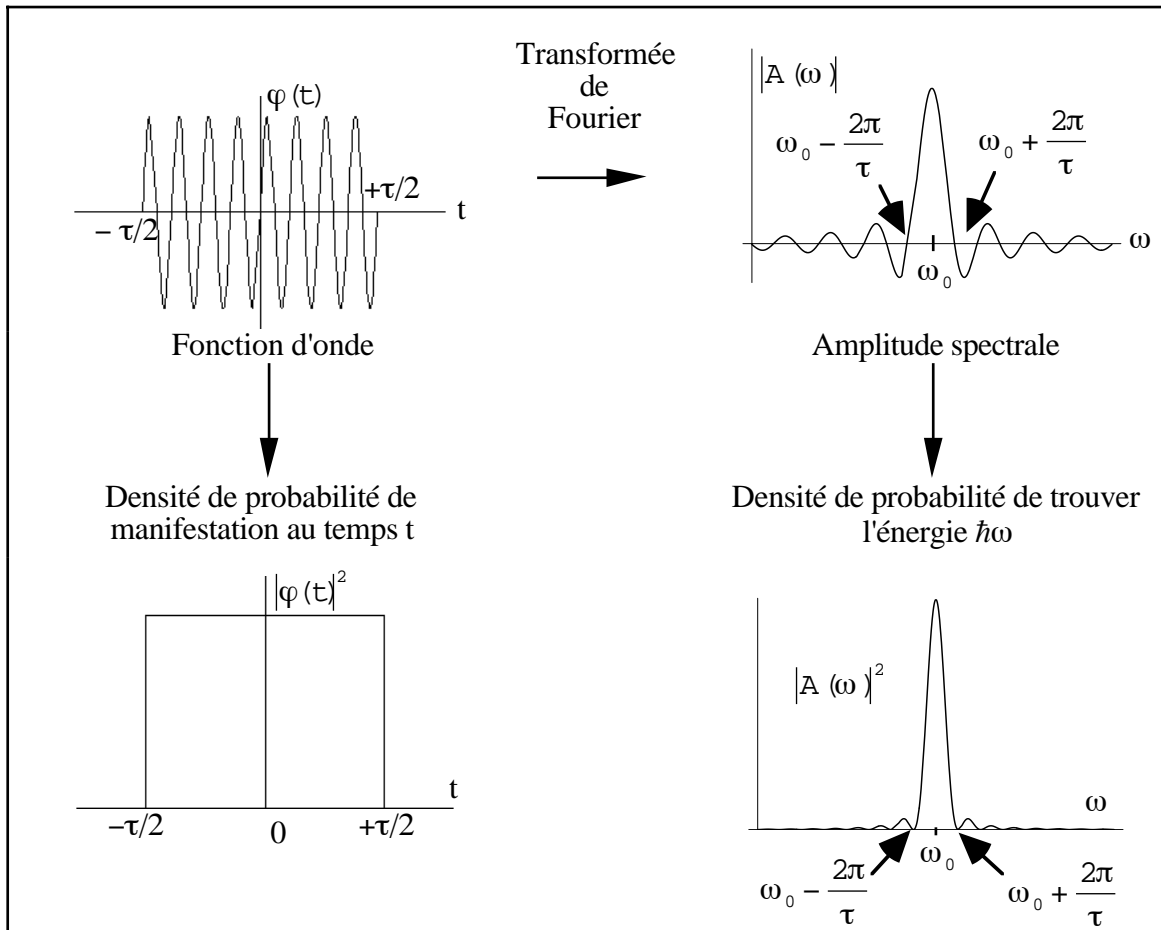 Transformée
de
Fourier
φ(t)
+τ/2
t
− τ/2
Fonction d'onde
|A(ω)|
ω₀ − 2π/τ
ω₀ + 2π/τ
ω
ω₀
Amplitude spectrale
Densité de probabilité de
manifestation au temps t
|φ(t)|²
t
−τ/2
0
+τ/2
Densité de probabilité de trouver
l'énergie ℏω
|A(ω)|²
ω
ω₀
ω₀ − 2π/τ
ω₀ + 2π/τ